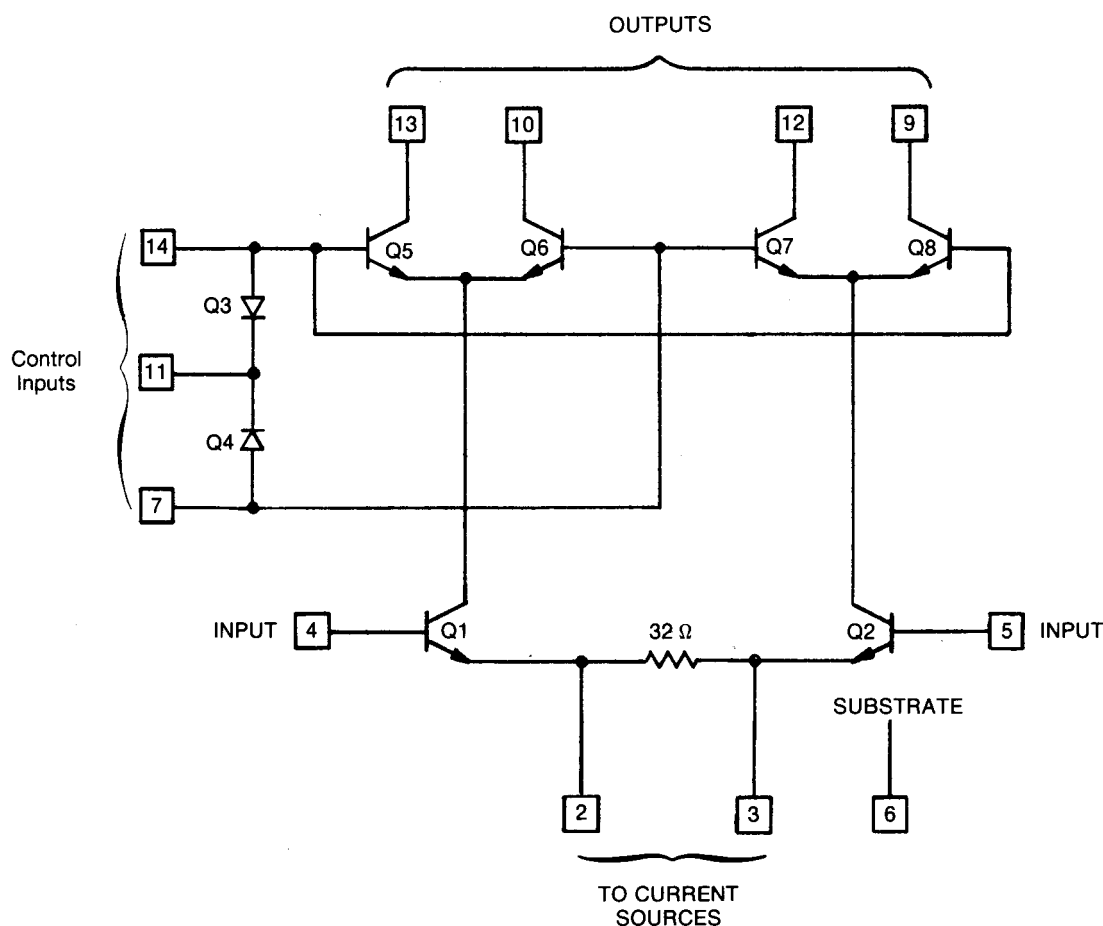 OUTPUTS
13
10
12
9
14
Q5
Q6
Q7
Q8
Q3
Control
Inputs
11
Q4
7
INPUT
4
Q1
32 Ω
Q2
5
INPUT
SUBSTRATE
2
3
6
TO CURRENT
SOURCES